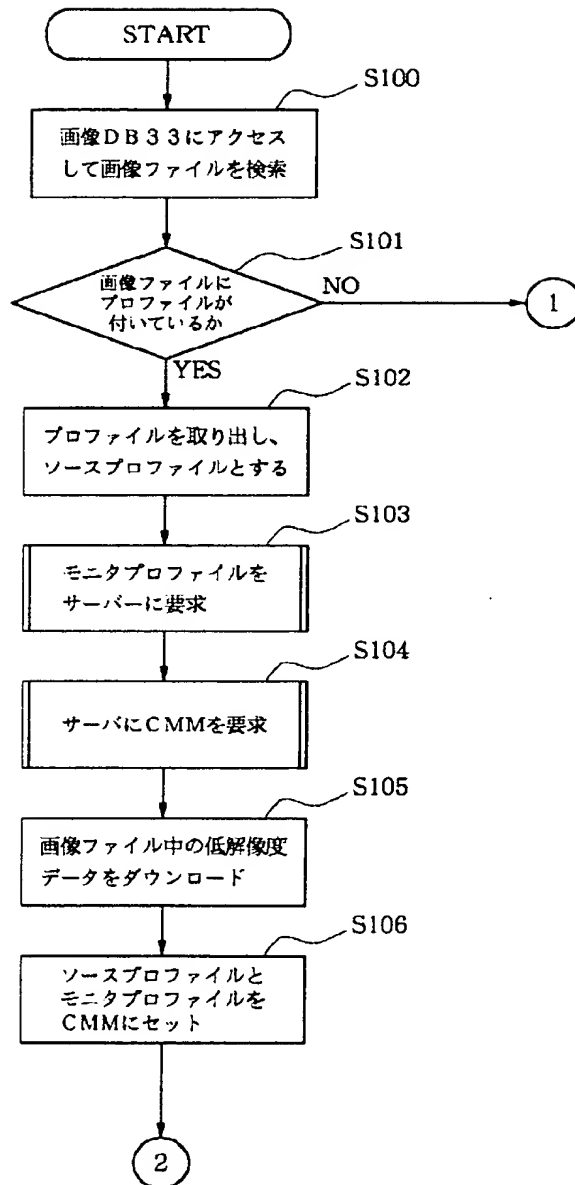 START
S100
画像DB33にアクセス
して画像ファイルを検索
S101
画像ファイルに
プロファイルが
付いているか
NO
1
YES
S102
プロファイルを取り出し、
ソースプロファイルとする
S103
モニタプロファイルを
サーバーに要求
S104
サーバにCMMを要求
S105
画像ファイル中の低解像度
データをダウンロード
S106
ソースプロファイルと
モニタプロファイルを
CMMにセット
2